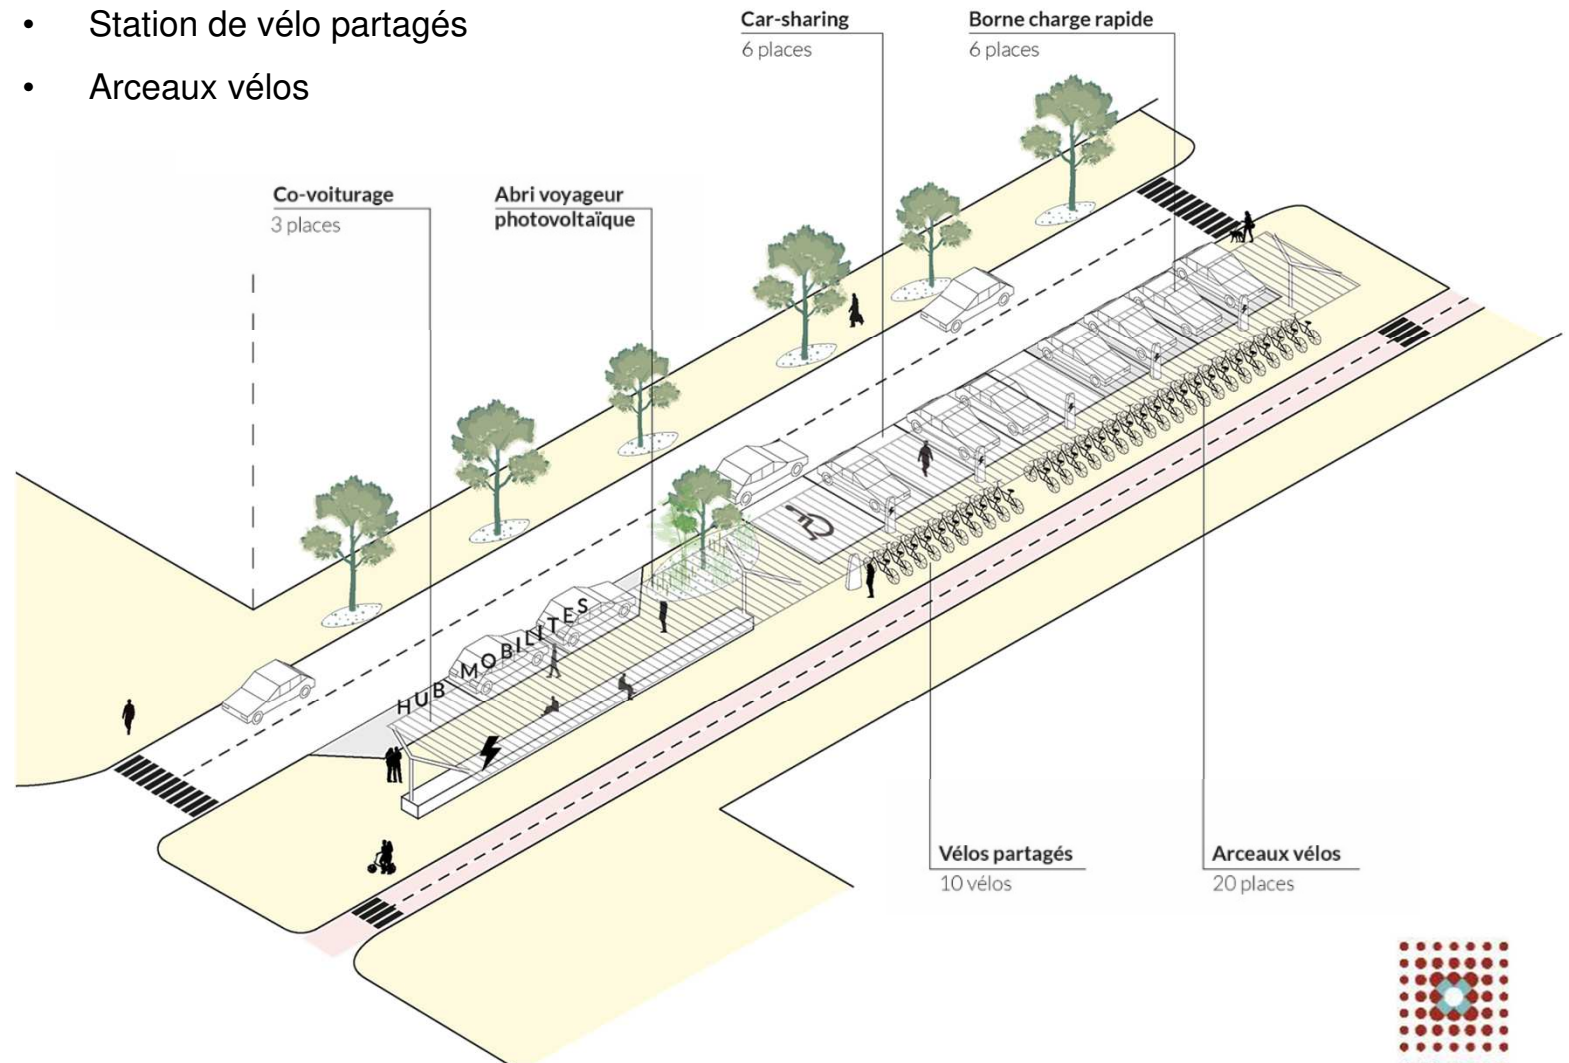 • Station de vélo partagés
• Arceaux vélos
Car-sharing
6 places
Borne charge rapide
6 places
Co-voiturage
3 places
Abri voyageur
photovoltaïque
HUB MOBILITES
Vélos partagés
10 vélos
Arceaux vélos
20 places